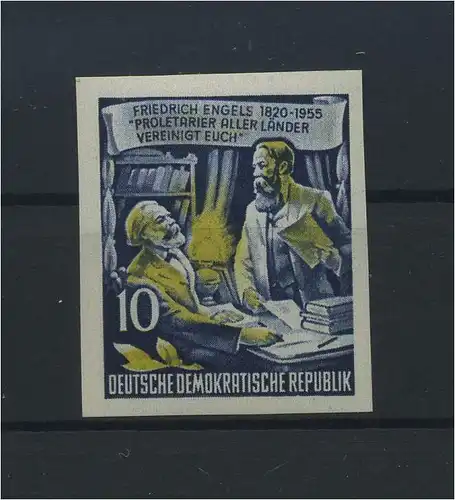 FRIEDRICH ENGELS 1820-1955
"PROLETARIER ALLER LÄNDER
VEREINIGT EUCH"
10
DEUTSCHE DEMOKRATISCHE REPUBLIK